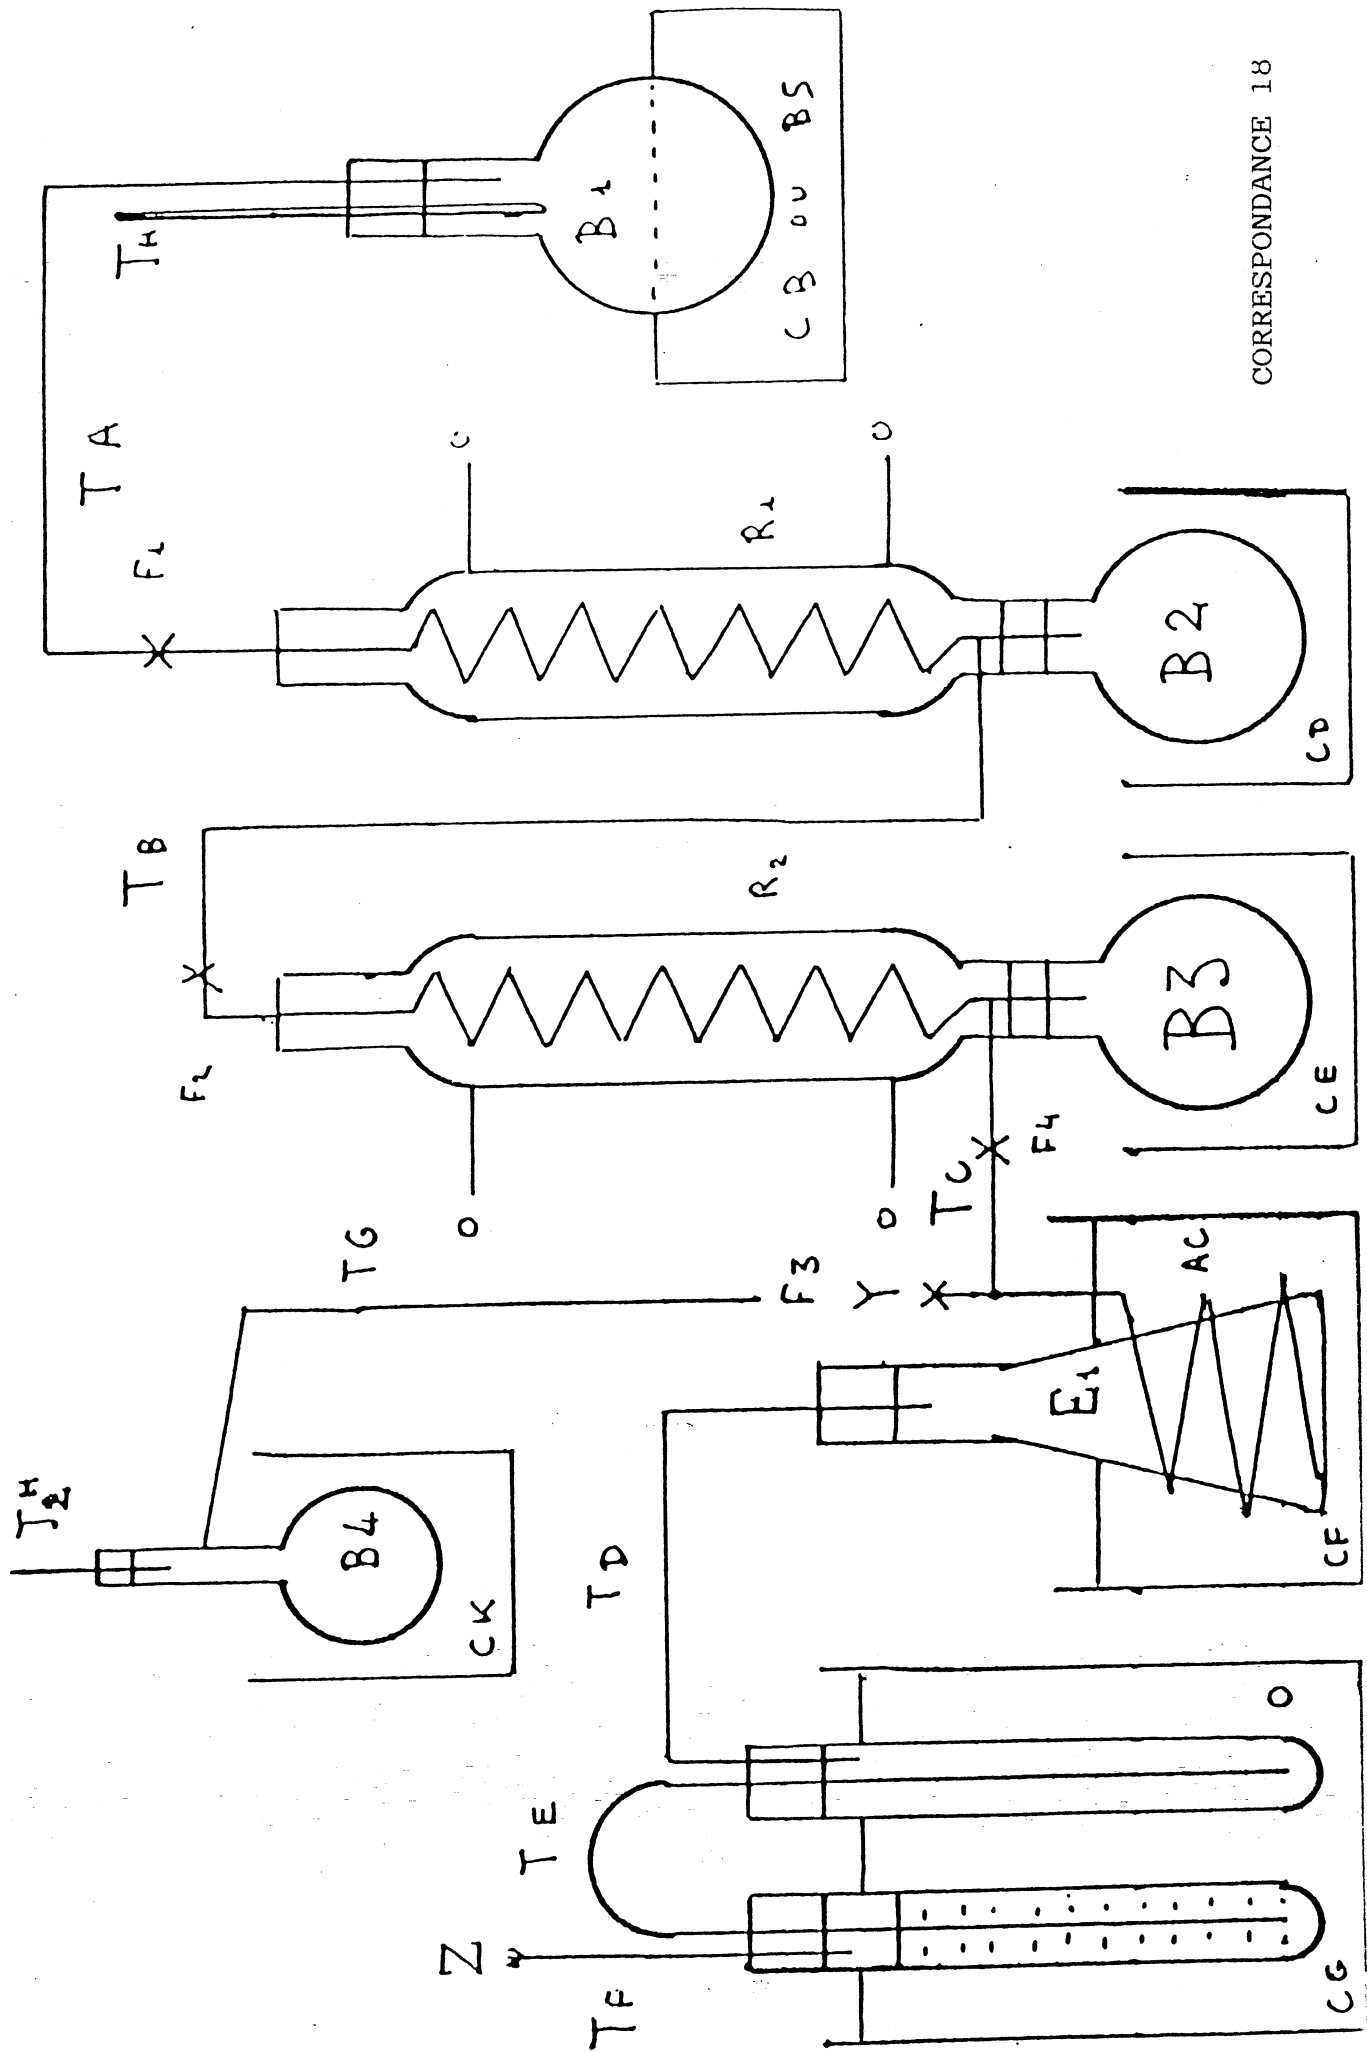 TH
TA
F1
B1
CB OU BS
O
O
R1
B2
CD
TB
F2
R2
B3
CE
O
O
TC
F4
TG
F3
Y
AC
E1
CF
B4
CK
TD
TE
Z
TF
O
CG
CORRESPONDANCE 18